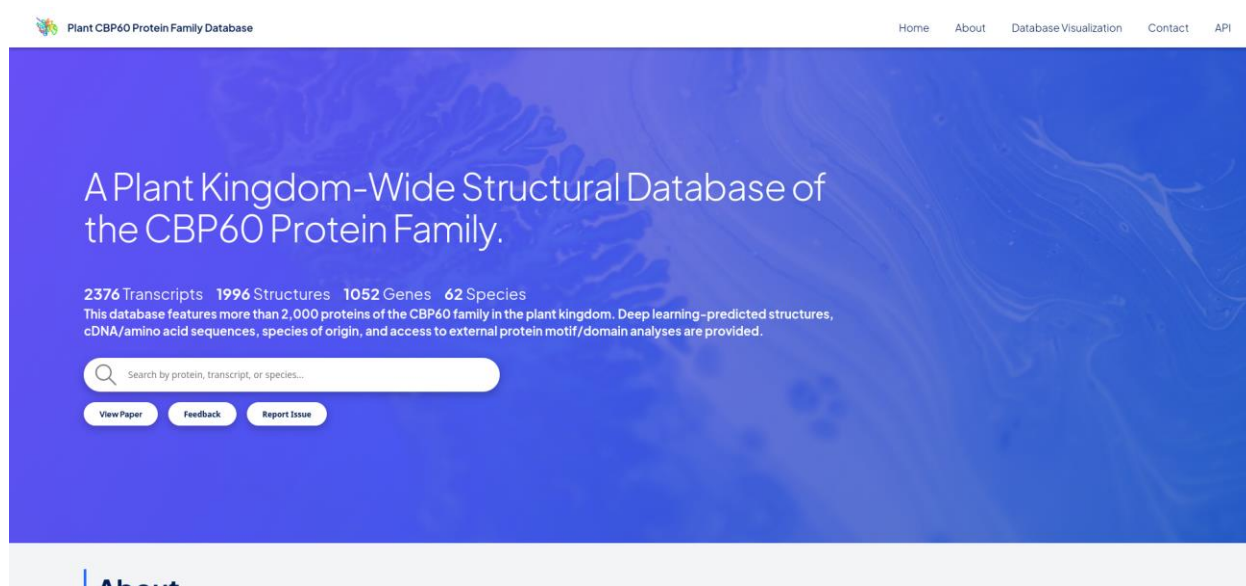 Plant CBP60 Protein Family Database
Home About Database Visualization Contact API
A Plant Kingdom-Wide Structural Database of
the CBP60 Protein Family.
2376 Transcripts 1996 Structures 1052 Genes 62 Species
This database features more than 2,000 proteins of the CBP60 family in the plant kingdom. Deep learning-predicted structures,
cDNA/amino acid sequences, species of origin, and access to external protein motif/domain analyses are provided.
Search by protein, transcript, or species...
View Paper Feedback Report Issue
About